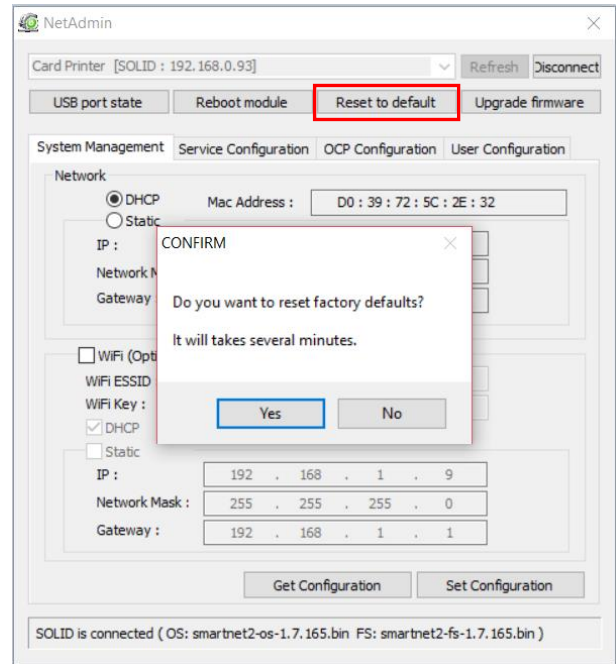 NetAdmin
Card Printer [SOLID : 192.168.0.93]
Refresh
Disconnect
USB port state
Reboot module
Reset to default
Upgrade firmware
System Management
Service Configuration
OCP Configuration
User Configuration
Network
DHCP
Mac Address :
D0 : 39 : 72 : 5C : 2E : 32
Static
IP :
Network M
Gateway
CONFIRM
Do you want to reset factory defaults?
It will takes several minutes.
Yes
No
WiFi (Opti
WiFi ESSID
WiFi Key :
DHCP
Static
IP :
192 . 168 . 1 . 9
Network Mask :
255 . 255 . 255 . 0
Gateway :
192 . 168 . 1 . 1
Get Configuration
Set Configuration
SOLID is connected ( OS: smartnet2-os-1.7.165.bin FS: smartnet2-fs-1.7.165.bin )